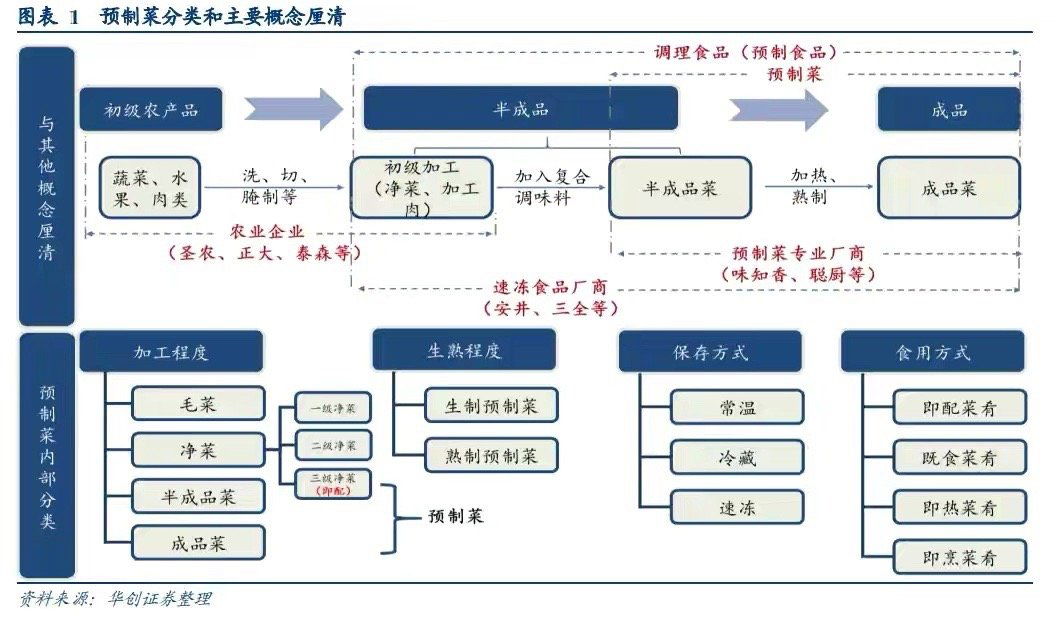 图表 1 预制菜分类和主要概念厘清
与其他概念厘清
调理食品（预制食品）
预制菜
初级农产品
半成品
成品
蔬菜、水
果、肉类
洗、切、
腌制等
初级加工
（净菜、加工
肉）
加入复合
调味料
半成品菜
加热、
熟制
成品菜
农业企业
（圣农、正大、泰森等）
预制菜专业厂商
（味知香、聪厨等）
速冻食品厂商
（安井、三全等）
预制菜内部分类
加工程度
毛菜
净菜
半成品菜
成品菜
一级净菜
二级净菜
三级净菜
（即配）
预制菜
生熟程度
生制预制菜
熟制预制菜
保存方式
常温
冷藏
速冻
食用方式
即配菜肴
既食菜肴
即热菜肴
即烹菜肴
资料来源：华创证券整理